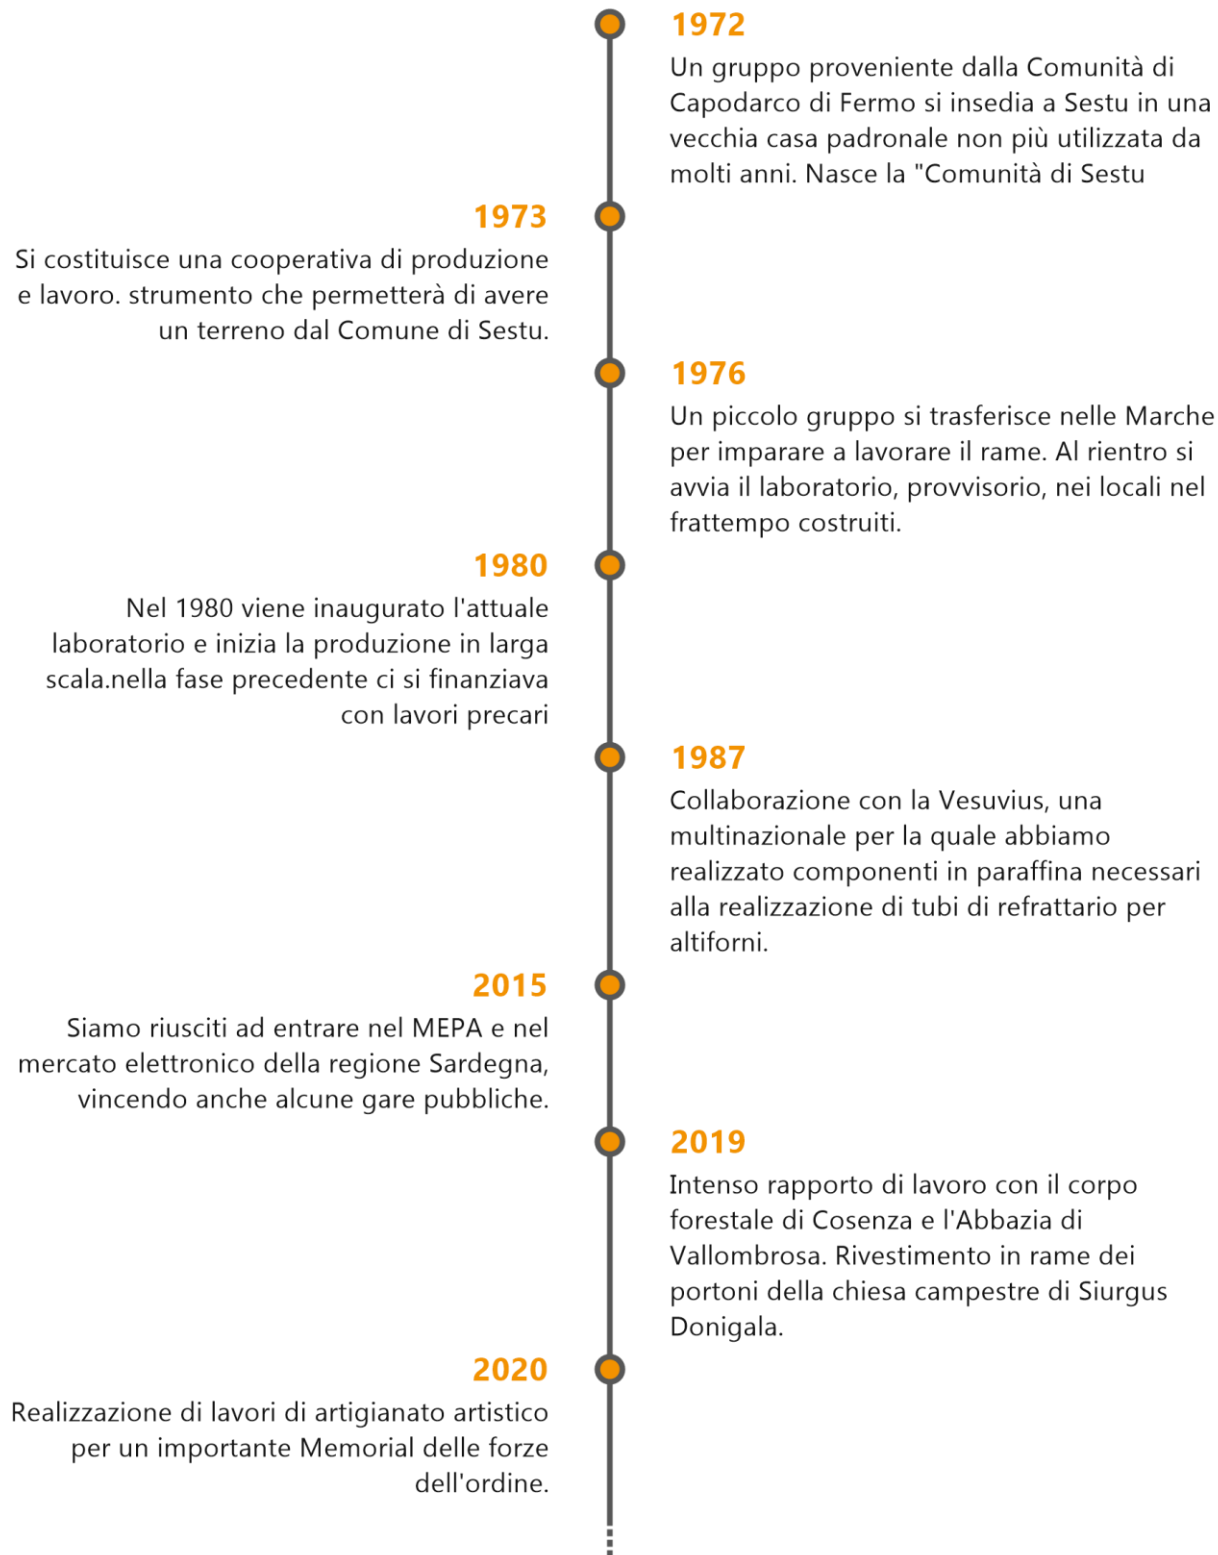 1972
Un gruppo proveniente dalla Comunità di
Capodarco di Fermo si insedia a Sestu in una
vecchia casa padronale non più utilizzata da
molti anni. Nasce la "Comunità di Sestu
1973
Si costituisce una cooperativa di produzione
e lavoro. strumento che permetterà di avere
un terreno dal Comune di Sestu.
1976
Un piccolo gruppo si trasferisce nelle Marche
per imparare a lavorare il rame. Al rientro si
avvia il laboratorio, provvisorio, nei locali nel
frattempo costruiti.
1980
Nel 1980 viene inaugurato l'attuale
laboratorio e inizia la produzione in larga
scala.nella fase precedente ci si finanziava
con lavori precari
1987
Collaborazione con la Vesuvius, una
multinazionale per la quale abbiamo
realizzato componenti in paraffina necessari
alla realizzazione di tubi di refrattario per
altiforni.
2015
Siamo riusciti ad entrare nel MEPA e nel
mercato elettronico della regione Sardegna,
vincendo anche alcune gare pubbliche.
2019
Intenso rapporto di lavoro con il corpo
forestale di Cosenza e l'Abbazia di
Vallombrosa. Rivestimento in rame dei
portoni della chiesa campestre di Siurgus
Donigala.
2020
Realizzazione di lavori di artigianato artistico
per un importante Memorial delle forze
dell'ordine.